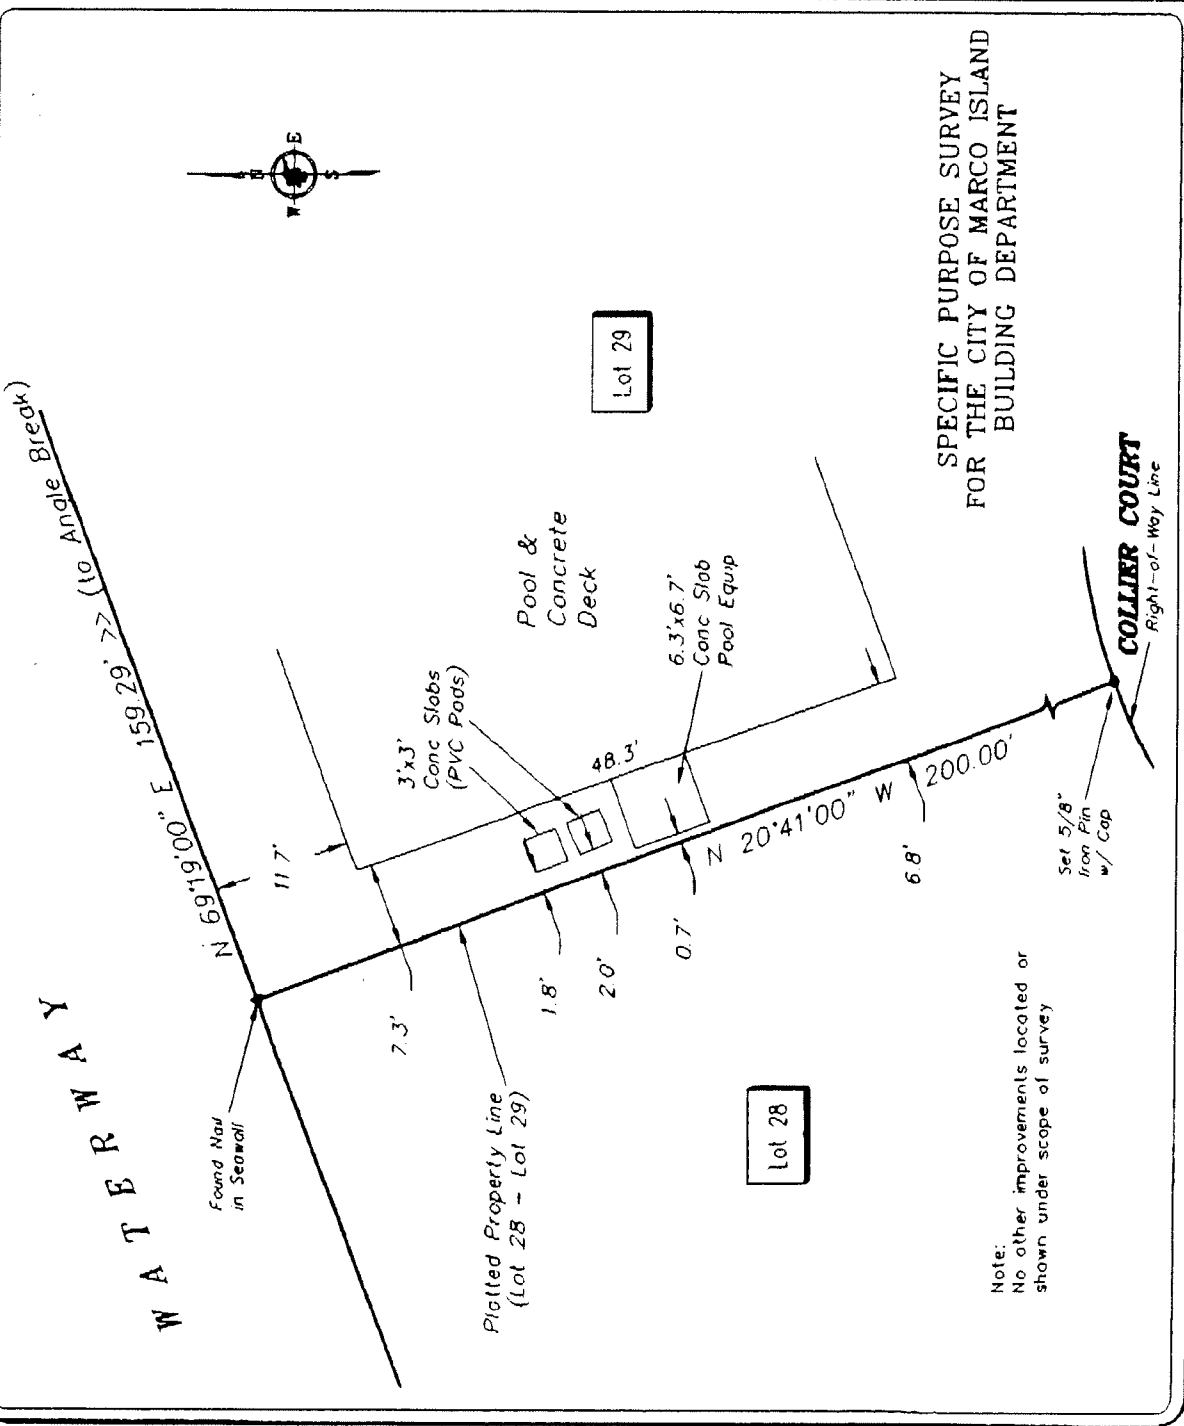 W A T E R W A Y
N 69°19'00" E 159.29' >> (to Angle Break)
N
W E
S
Found Nail
in Seawall
11.7'
7.3'
3'x3'
Conc Slabs
(PVC Pads)
Pool &
Concrete
Deck
Lot 29
48.3'
6.3'x6.7'
Conc Slab
Pool Equip
Platted Property Line
(Lot 28 - Lot 29)
1.8'
2.0'
0.7'
N 20°41'00" W 200.00'
6.8'
Lot 28
Set 5/8"
Iron Pin
w/ Cap
COLLIER COURT
Right-of-Way Line
Note:
No other improvements located or
shown under scope of survey
SPECIFIC PURPOSE SURVEY
FOR THE CITY OF MARCO ISLAND
BUILDING DEPARTMENT